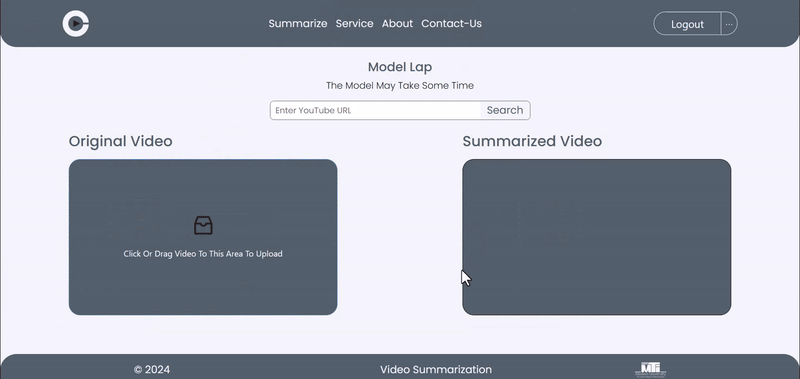 Summarize Service About Contact-Us
Logout ...
Model Lap
The Model May Take Some Time
Enter YouTube URL Search
Original Video Summarized Video
Click Or Drag Video To This Area To Upload
© 2024 Video Summarization MTi